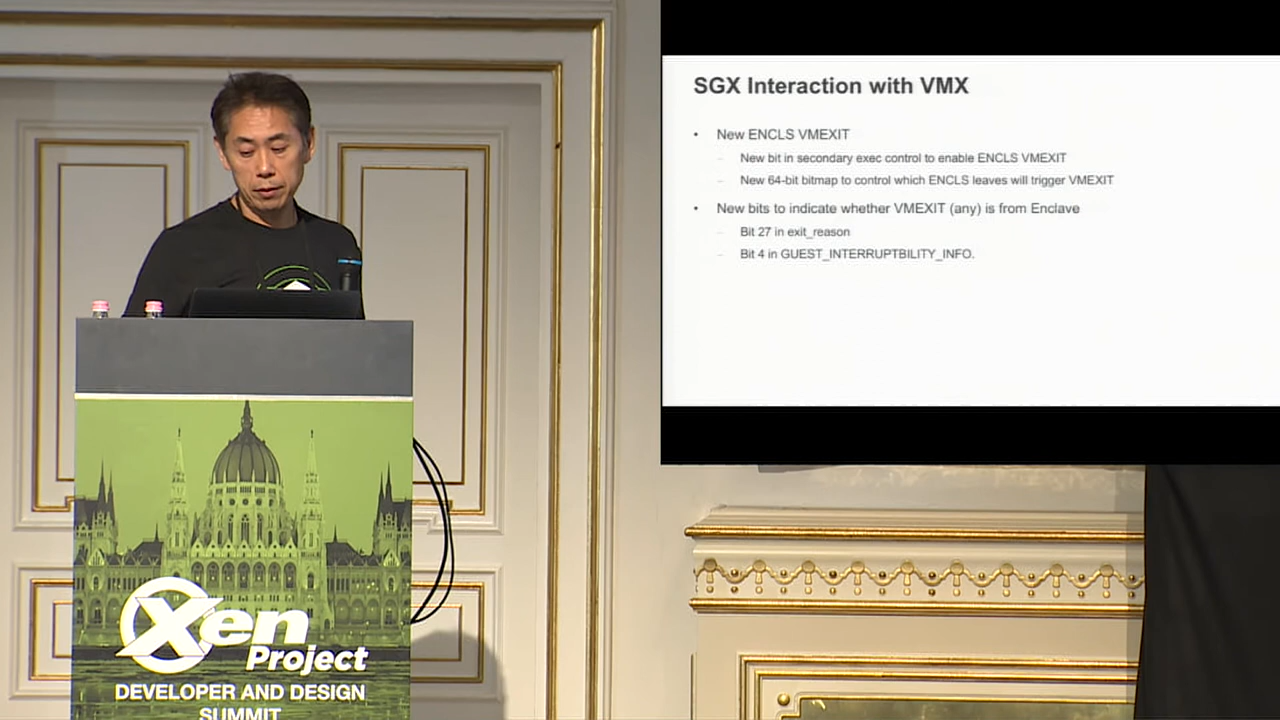 SGX Interaction with VMX
• New ENCLS VMEXIT
– New bit in secondary exec control to enable ENCLS VMEXIT
– New 64-bit bitmap to control which ENCLS leaves will trigger VMEXIT
• New bits to indicate whether VMEXIT (any) is from Enclave
– Bit 27 in exit_reason
– Bit 4 in GUEST_INTERRUPTBILITY_INFO.
Xen
Project
DEVELOPER AND DESIGN
SUMMIT